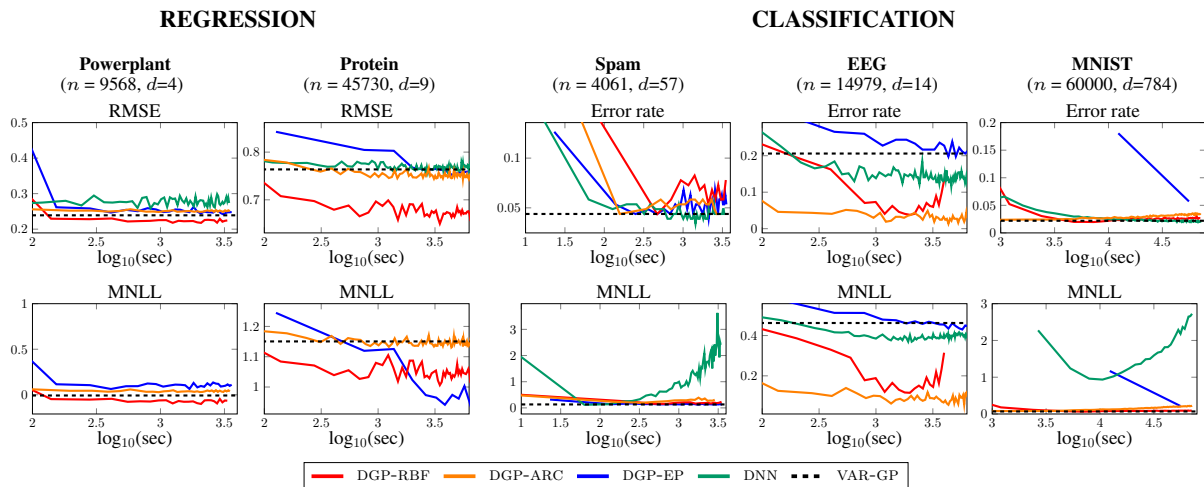 REGRESSION CLASSIFICATION
Powerplant Protein Spam EEG MNIST
(n = 9568, d=4) (n = 45730, d=9) (n = 4061, d=57) (n = 14979, d=14) (n = 60000, d=784)
RMSE RMSE Error rate Error rate Error rate
0.5 0.4 0.3 0.2
2 2.5 3 3.5
log10(sec)
0.8 0.7
2 2.5 3 3.5
log10(sec)
0.1 0.05
1 1.5 2 2.5 3 3.5
log10(sec)
0.2 0.1 0
2 2.5 3 3.5
log10(sec)
0.2 0.15 0.1 0.05 0
3 3.5 4 4.5
log10(sec)
MNLL MNLL MNLL MNLL MNLL
1 0.5 0
2 2.5 3 3.5
log10(sec)
1.2 1.1 1
2 2.5 3 3.5
log10(sec)
4 3 2 1 0
1 1.5 2 2.5 3 3.5
log10(sec)
0.4 0.2 0
2 2.5 3 3.5
log10(sec)
3 2 1 0
3 3.5 4 4.5
log10(sec)
DGP-RBF DGP-ARC DGP-EP DNN VAR-GP